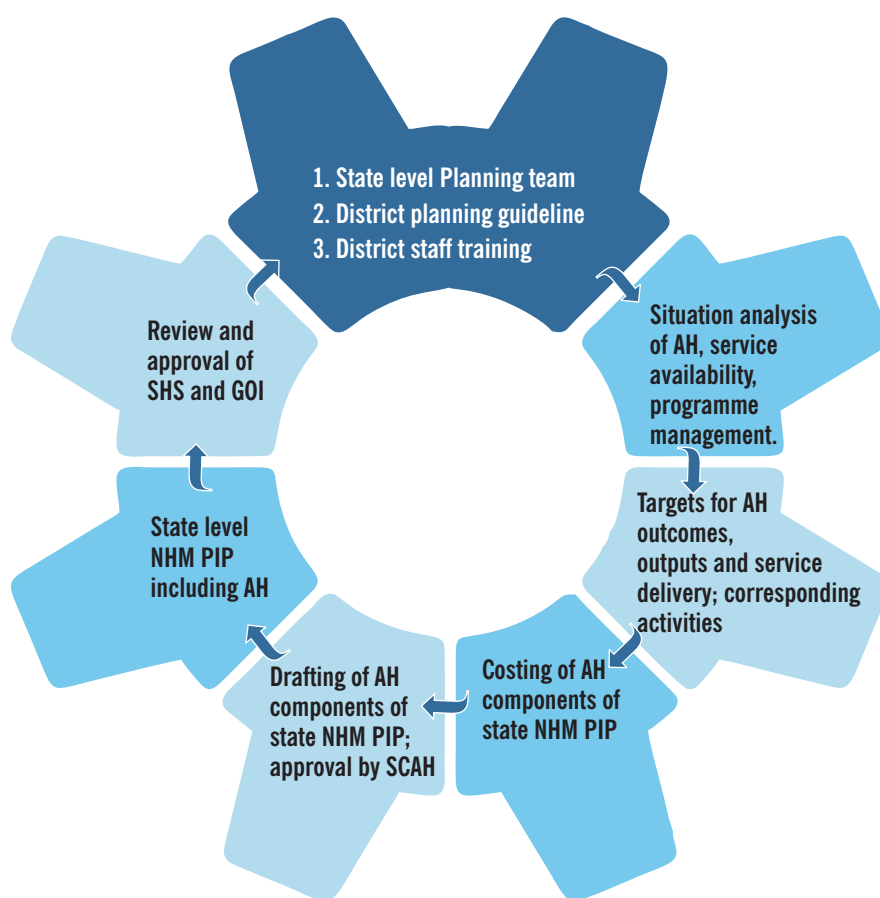 1. State level Planning team
2. District planning guideline
3. District staff training
Situation analysis
of AH, service
availability,
programme
management.
Targets for AH
outcomes,
outputs and service
delivery; corresponding
activities
Costing of AH
components of
state NHM PIP
Drafting of AH
components of
state NHM PIP;
approval by SCAH
State level
NHM PIP
including AH
Review and
approval of
SHS and GOI